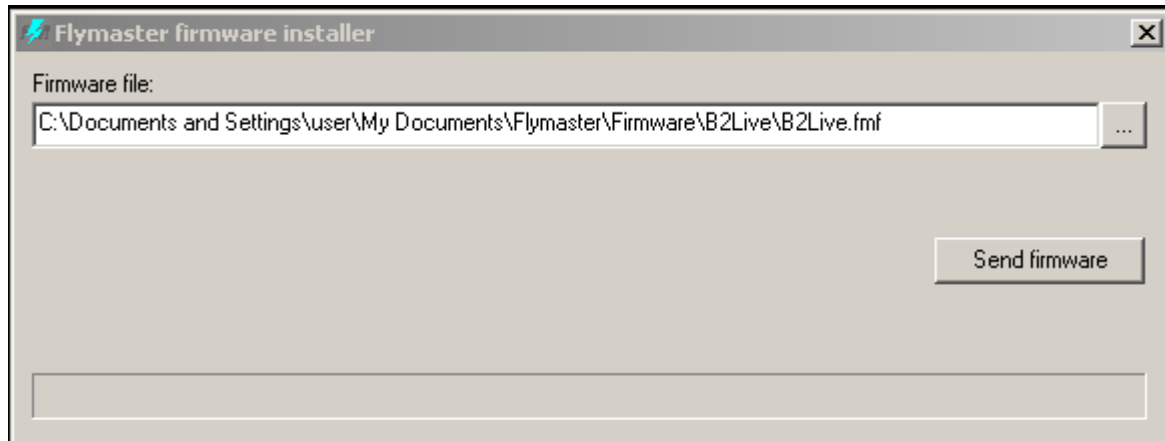 Flymaster firmware installer
Firmware file:
C:\Documents and Settings\user\My Documents\Flymaster\Firmware\B2Live\B2Live.fmf
...
Send firmware